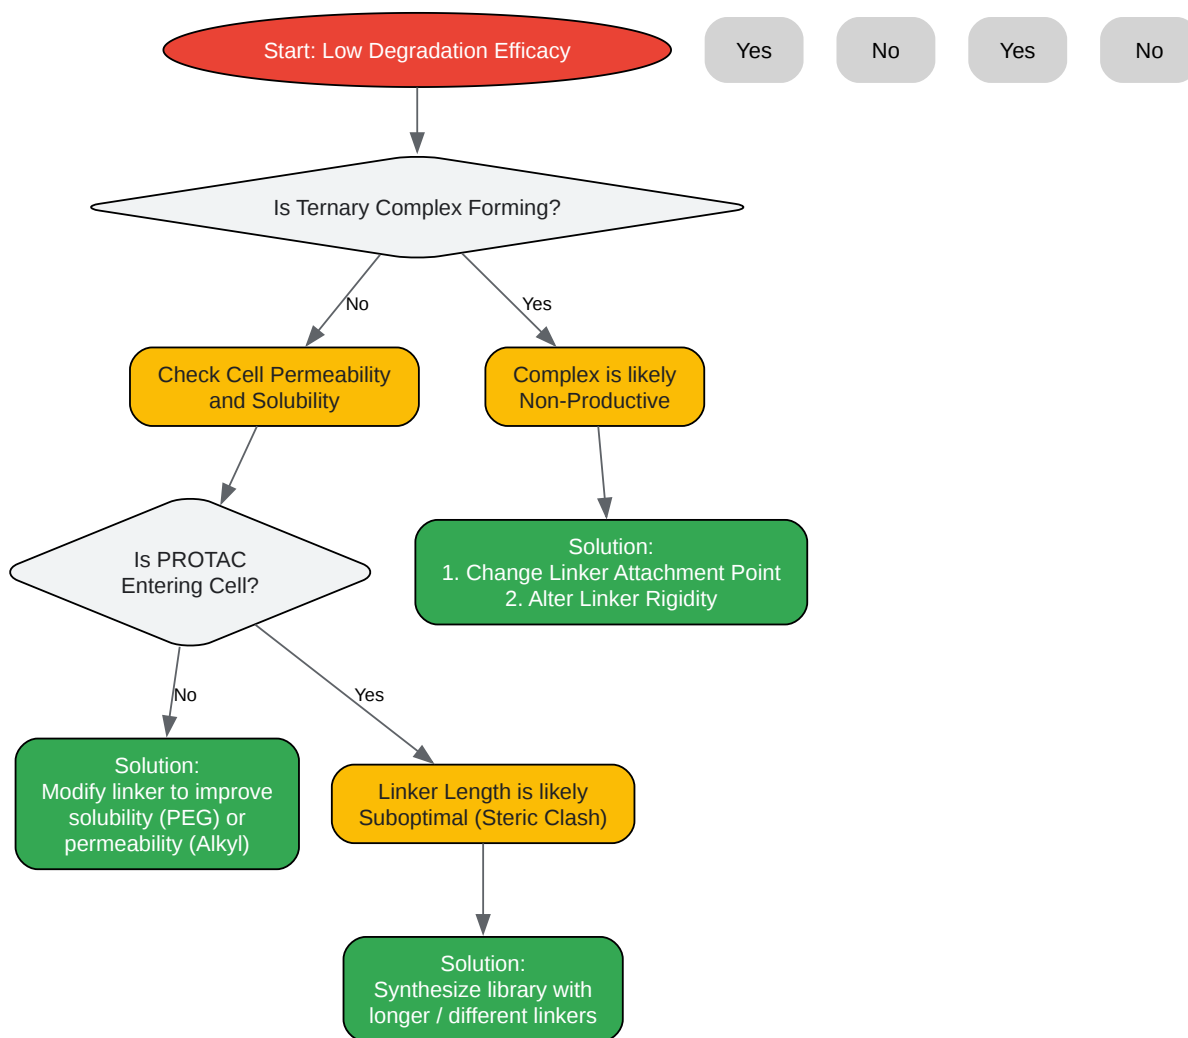 Start: Low Degradation Efficacy
Yes
No
Yes
No
Is Ternary Complex Forming?
No
Yes
Check Cell Permeability
and Solubility
Complex is likely
Non-Productive
Is PROTAC
Entering Cell?
Solution:
1. Change Linker Attachment Point
2. Alter Linker Rigidity
No
Yes
Solution:
Modify linker to improve
solubility (PEG) or
permeability (Alkyl)
Linker Length is likely
Suboptimal (Steric Clash)
Solution:
Synthesize library with
longer / different linkers